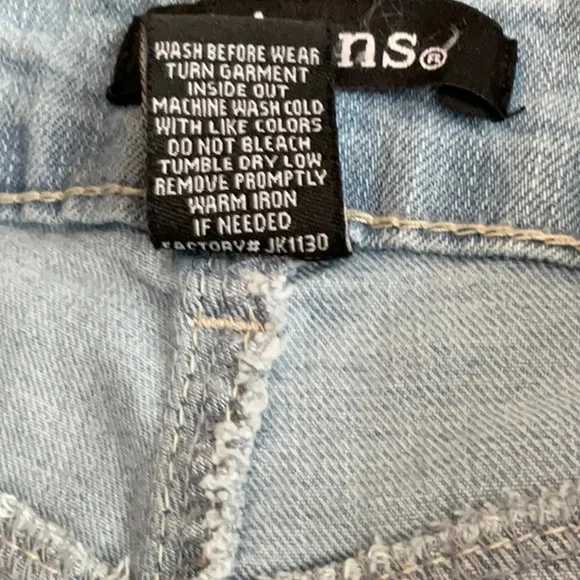 ns®
WASH BEFORE WEAR
TURN GARMENT
INSIDE OUT
MACHINE WASH COLD
WITH LIKE COLORS
DO NOT BLEACH
TUMBLE DRY LOW
REMOVE PROMPTLY
WARM IRON
IF NEEDED
FACTORY# JK1130